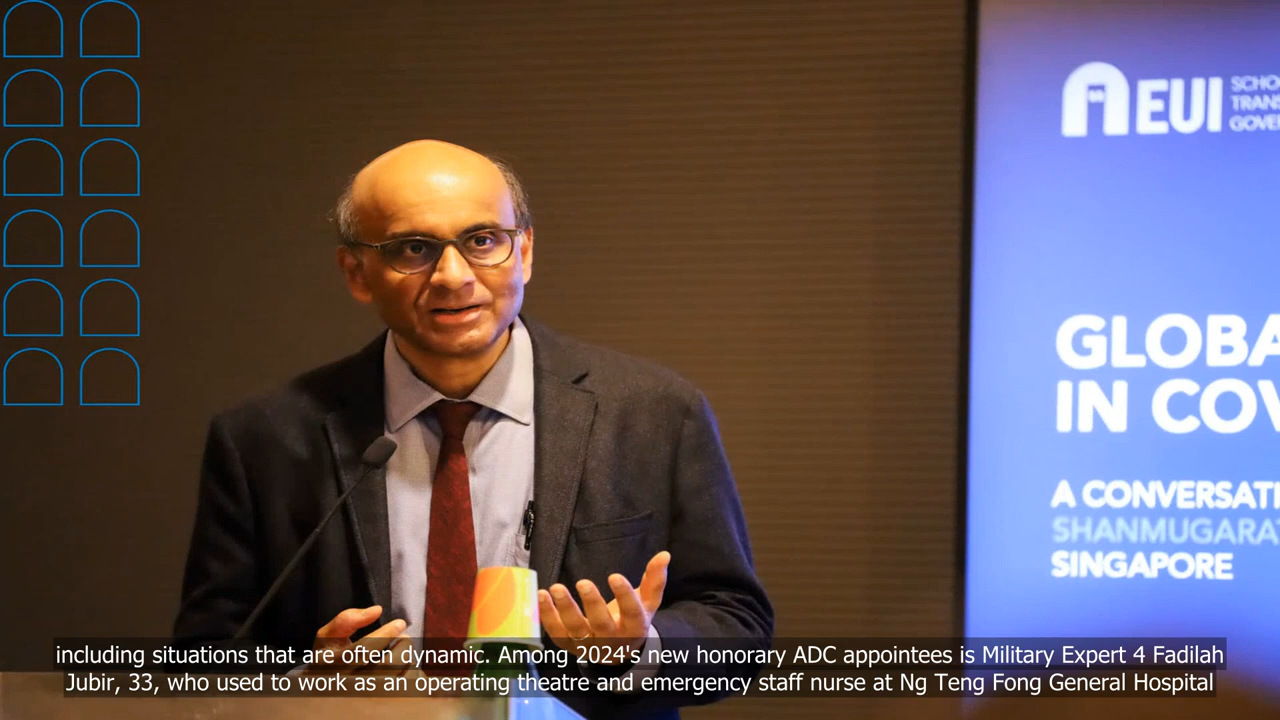 EUI
GLOBA
IN COV
A CONVERSATI
SHANMUGARA
SINGAPORE
including situations that are often dynamic. Among 2024's new honorary ADC appointees is Military Expert 4 Fadilah
Jubir, 33, who used to work as an operating theatre and emergency staff nurse at Ng Teng Fong General Hospital